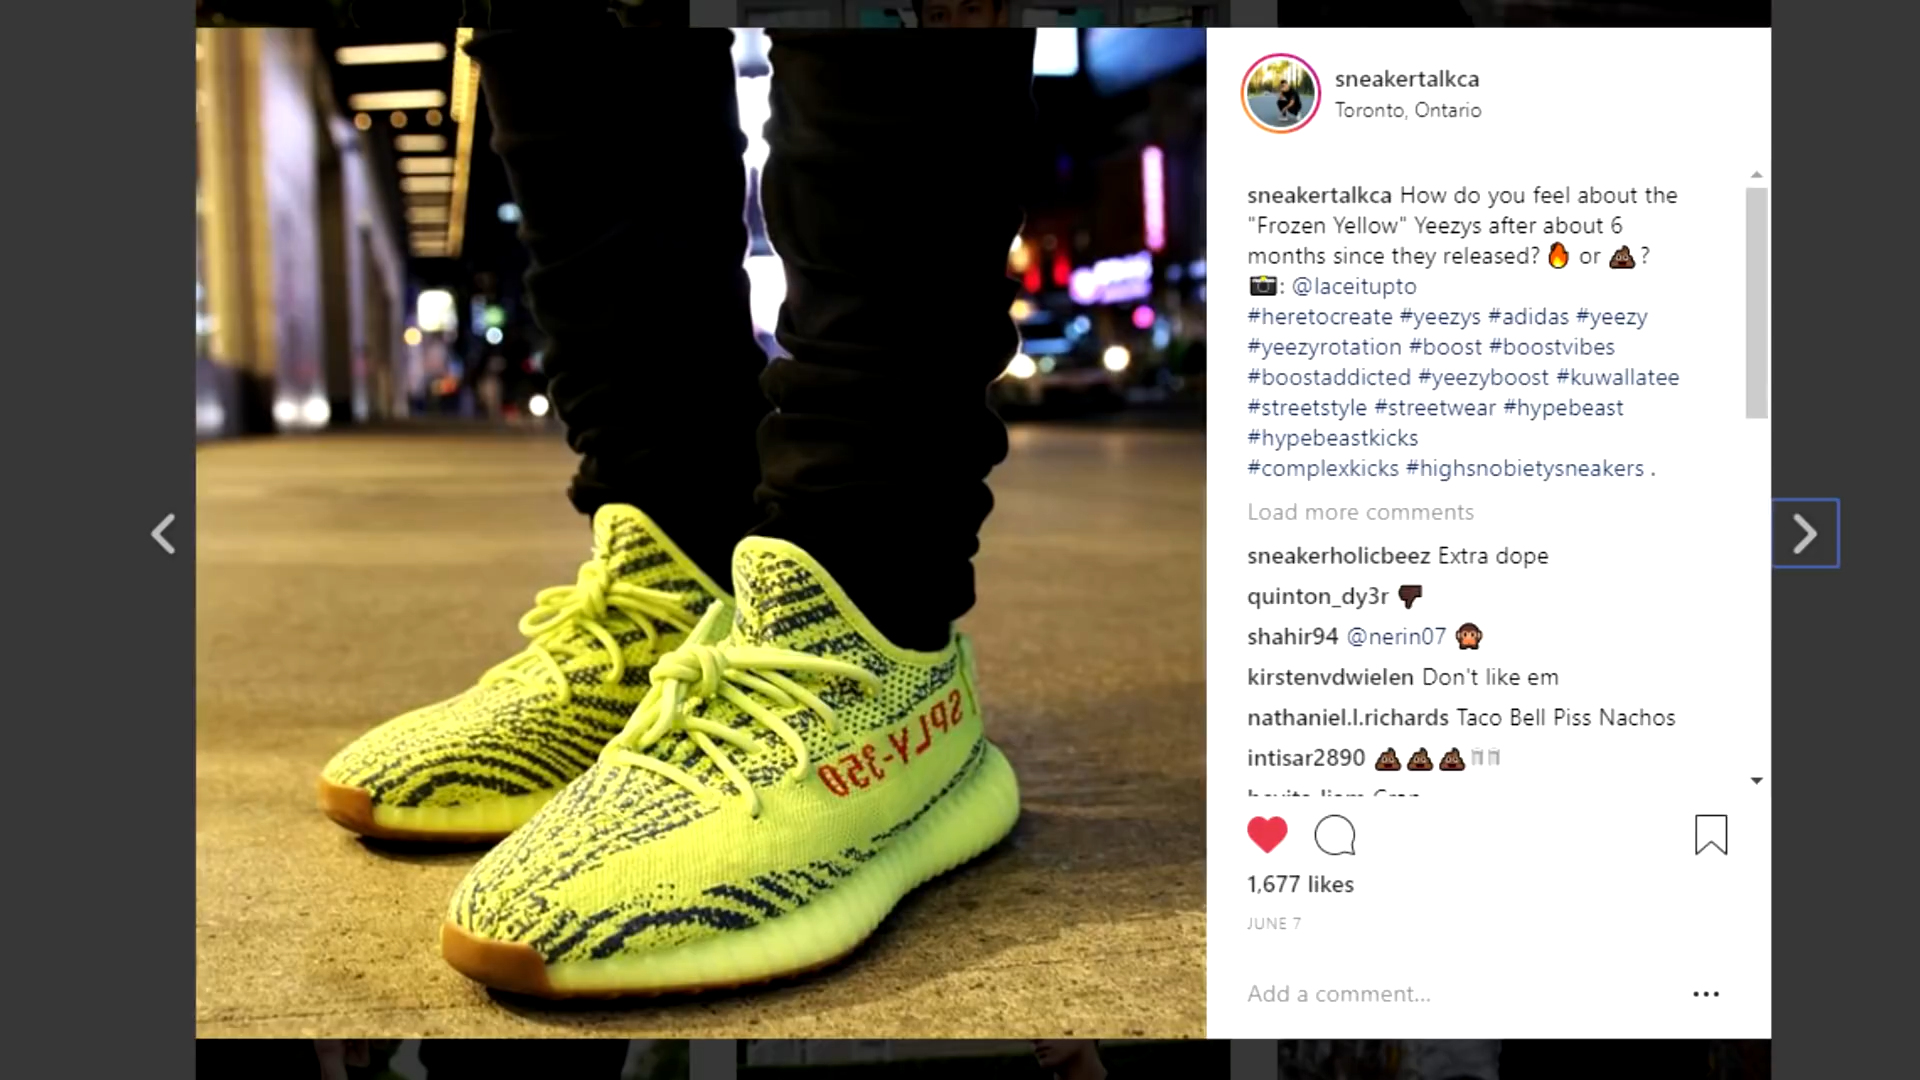 sneakertalkca
Toronto, Ontario
sneakertalkca How do you feel about the
"Frozen Yellow" Yeezys after about 6
months since they released? 🔥 or 💩?
📷: @laceitupto
#heretocreate #yeezys #adidas #yeezy
#yeezyrotation #boost #boostvibes
#boostaddicted #yeezyboost #kuwallatee
#streetstyle #streetwear #hypebeast
#hypebeastkicks
#complexkicks #highsnobietysneakers .
Load more comments
sneakerholicbeez Extra dope
quinton_dy3r 👎🏿
shahir94 @nerin07 🙊
kirstenvdwielen Don't like em
nathaniel.l.richards Taco Bell Piss Nachos
intisar2890 💩💩💩
1,677 likes
JUNE 7
Add a comment...
SPLY-350